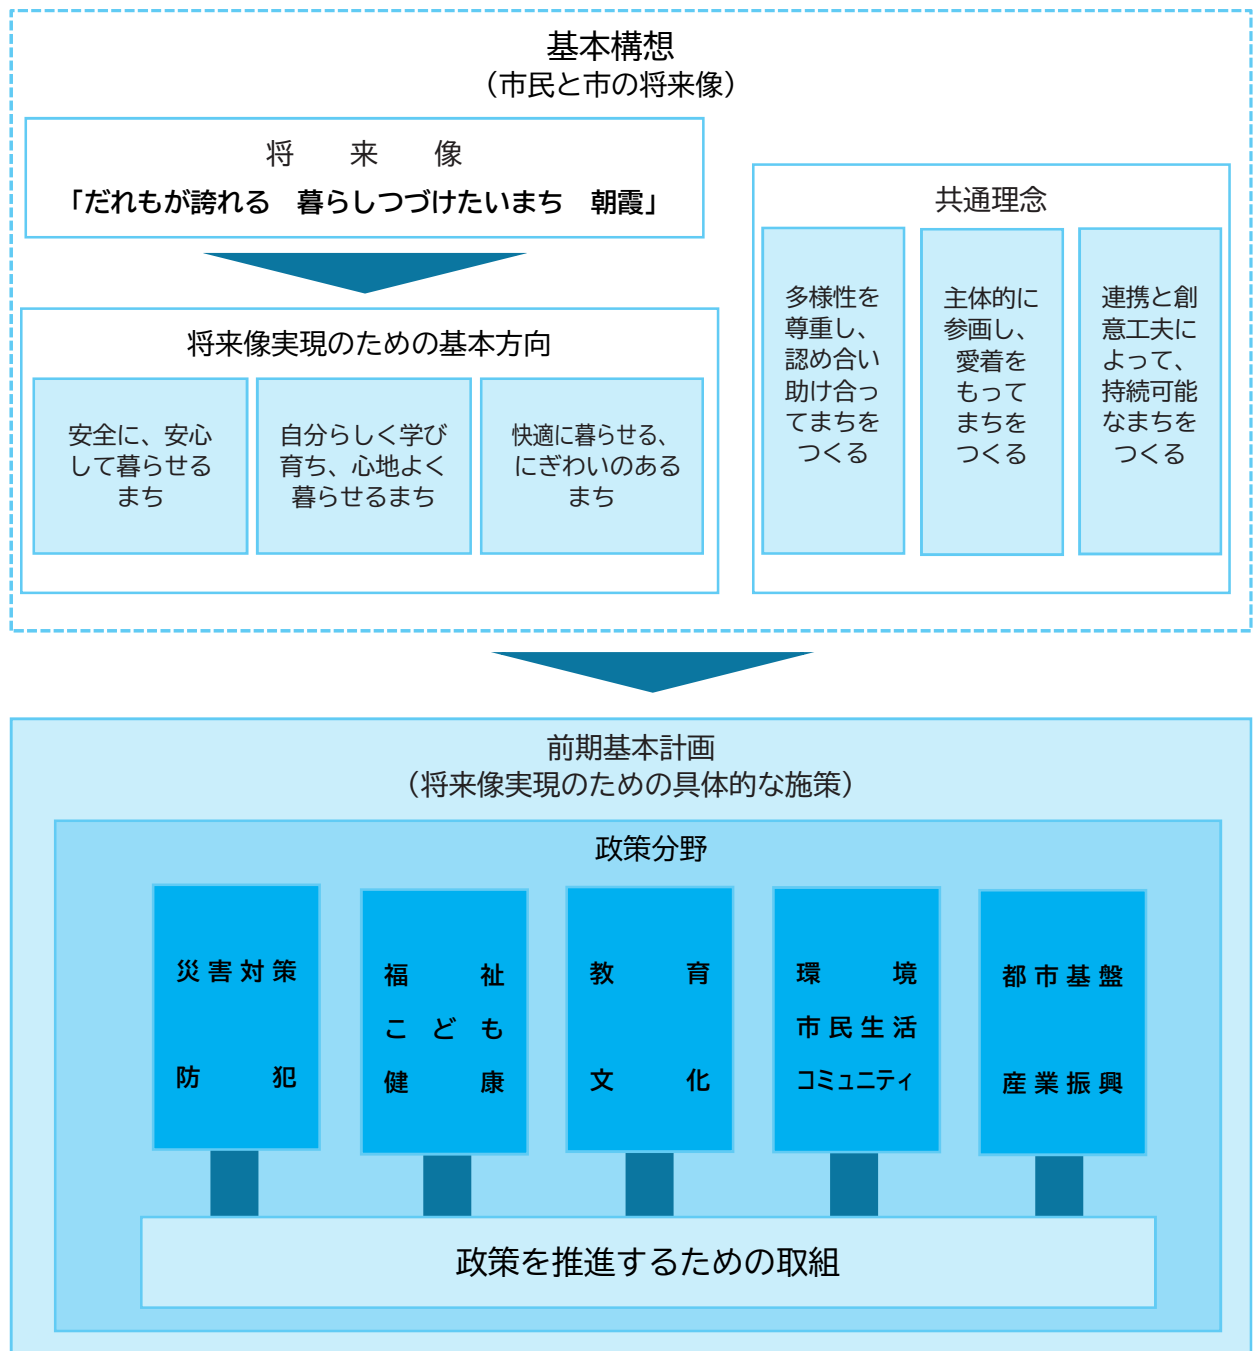 基本構想
（市民と市の将来像）
将　来　像
「だれもが誇れる　暮らしつづけたいまち　朝霞」
将来像実現のための基本方向
安全に、安心
して暮らせる
まち
自分らしく学び
育ち、心地よく
暮らせるまち
快適に暮らせる、
にぎわいのある
まち
共通理念
多様性を
尊重し、
認め合い
助け合っ
てまちを
つくる
主体的に
参画し、
愛着を
もって
まちを
つくる
連携と創
意工夫に
よって、
持続可能
なまちを
つくる
前期基本計画
（将来像実現のための具体的な施策）
政策分野
災害対策
防犯
福祉
こども
健康
教育
文化
環境
市民生活
コミュニティ
都市基盤
産業振興
政策を推進するための取組